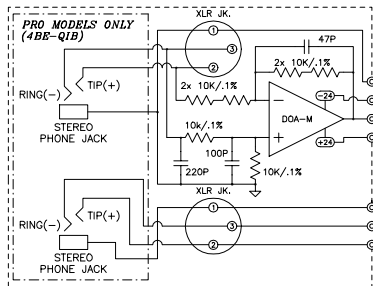 PRO MODELS ONLY
(4BE-QIB)
XLR JK.
1
3
2
TIP(+)
RING(-)
STEREO
PHONE JACK
47P
2x 10K/.1%
2x 10K/.1%
-24
DOA-M
+24
10k/.1%
100P
220P
10K/.1%
XLR JK.
1
3
2
TIP(+)
RING(-)
STEREO
PHONE JACK